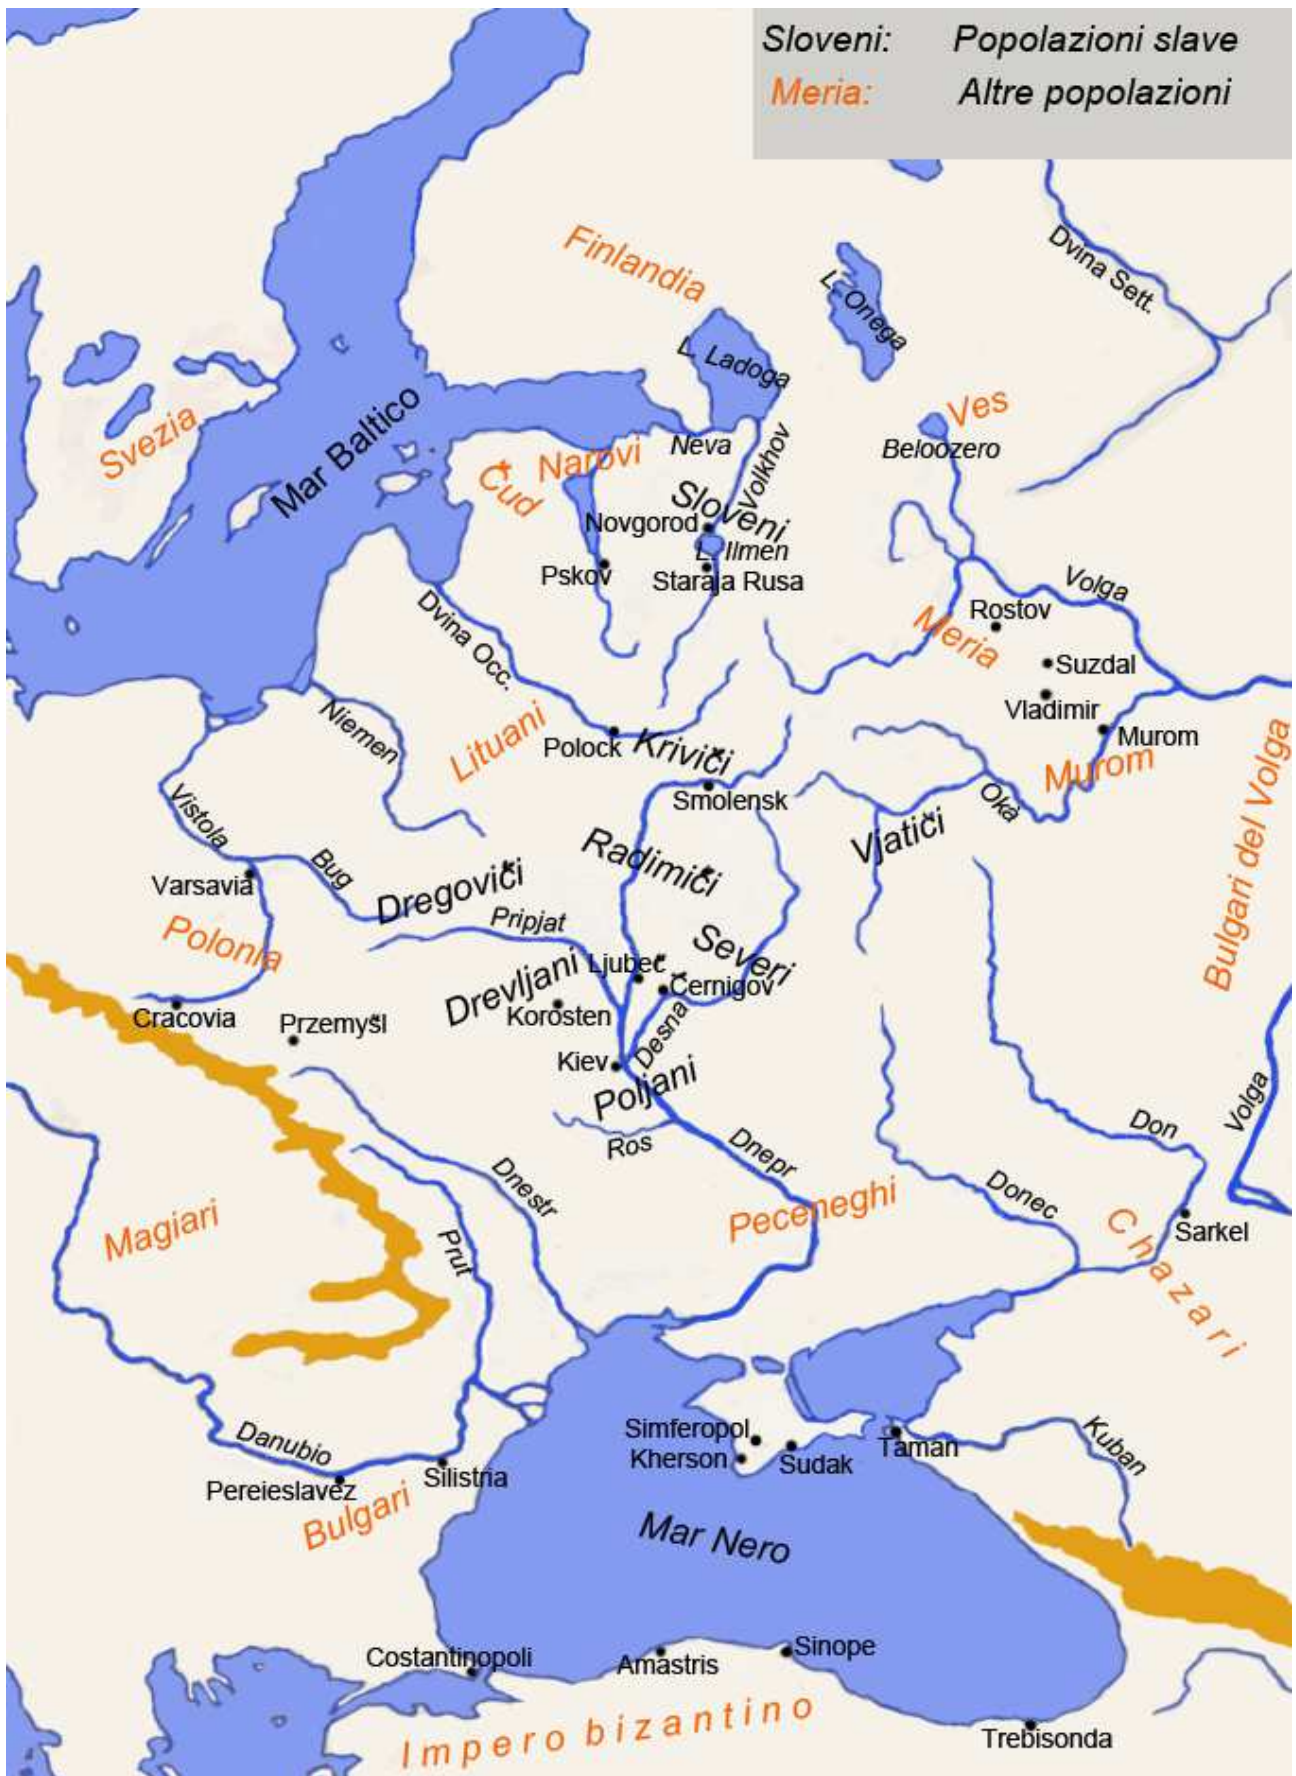 Sloveni: Popolazioni slave
Meria: Altre popolazioni
Dvina Sett.
Finlandia
L. Onega
L. Ladoga
Svezia
Mar Baltico
Ves
Beloozero
Neva
Narovi
Čud
Volkhov
Sloveni
Novgorod
L. Ilmen
Pskov
Staraja Rusa
Volga
Rostov
Meria
Dvina Occ.
Suzdal
Vladimir
Niemen
Lituani
Polock
Kriviči
Murom
Murom
Smolensk
Okà
Bulgari del Volga
Vistola
Vjatiči
Radimiči
Bug
Varsavia
Dregoviči
Pripjat
Polonia
Severi
Ljubeč
Drevljani
Černigov
Cracovia
Przemyśl
Korosten
Desna
Kiev
Poljani
Volga
Ros
Dnepr
Don
Dnestr
Donec
Peceneghi
Magiari
Prut
Sarkel
Chazari
Danubio
Simferopol
Kherson
Sudak
Taman
Kuban
Silistria
Pereieslavez
Bulgari
Mar Nero
Costantinopoli
Amastris
Sinope
Impero bizantino
Trebisonda